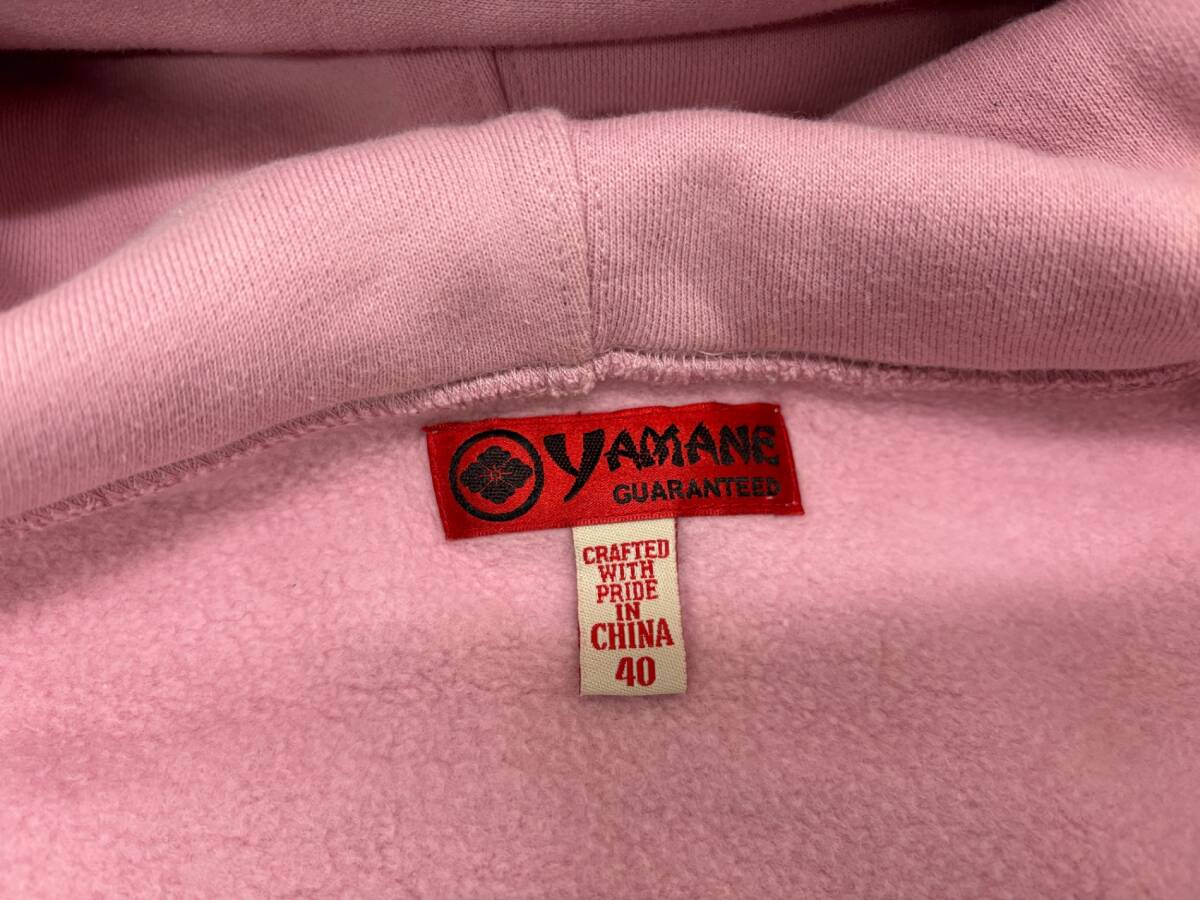 YAMANE
GUARANTEED
CRAFTED
WITH
PRIDE
IN
CHINA
40